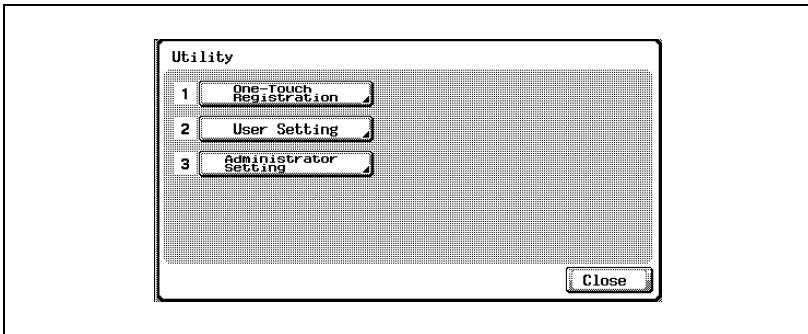 Utility
1 One-Touch
Registration
2 User Setting
3 Administrator
Setting
Close